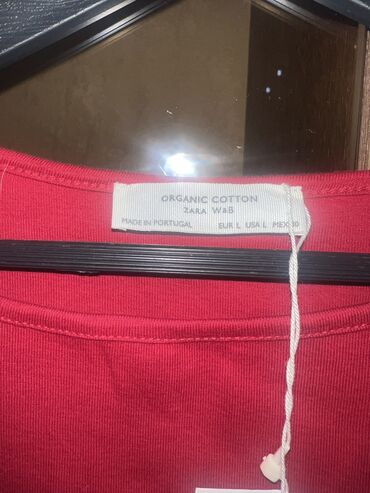 ORGANIC COTTON
ZARA W&B
MADE IN PORTUGAL EUR L USA L MEX 30